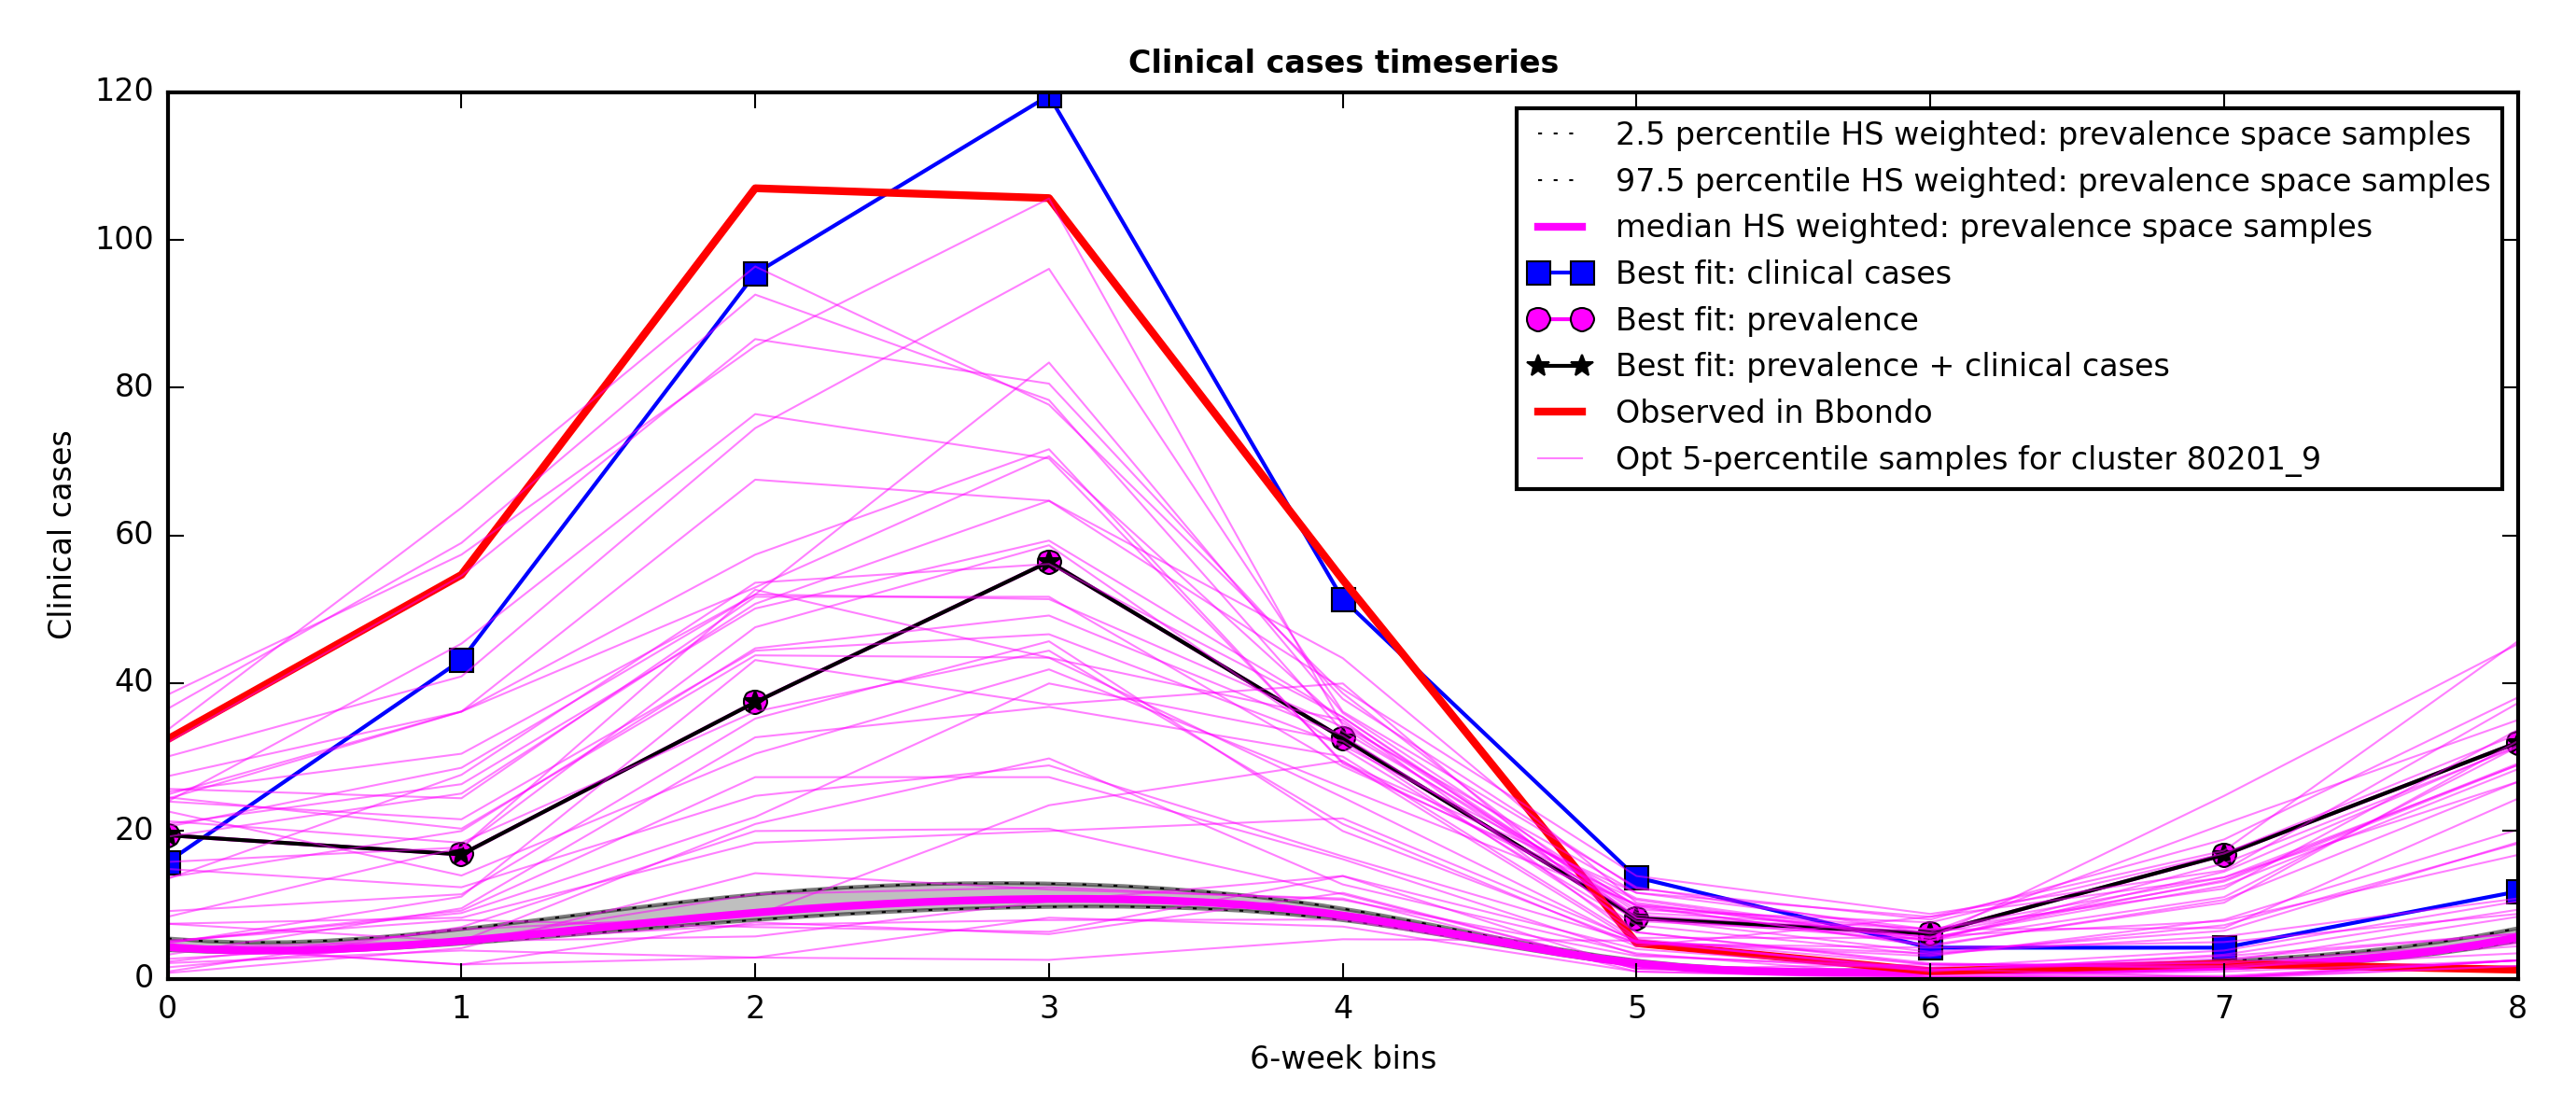 Clinical cases timeseries
120
100
80
60
40
20
0
Clinical cases
2.5 percentile HS weighted: prevalence space samples
97.5 percentile HS weighted: prevalence space samples
median HS weighted: prevalence space samples
Best fit: clinical cases
Best fit: prevalence
Best fit: prevalence + clinical cases
Observed in Bbondo
Opt 5-percentile samples for cluster 80201_9
0 1 2 3 4 5 6 7 8
6-week bins